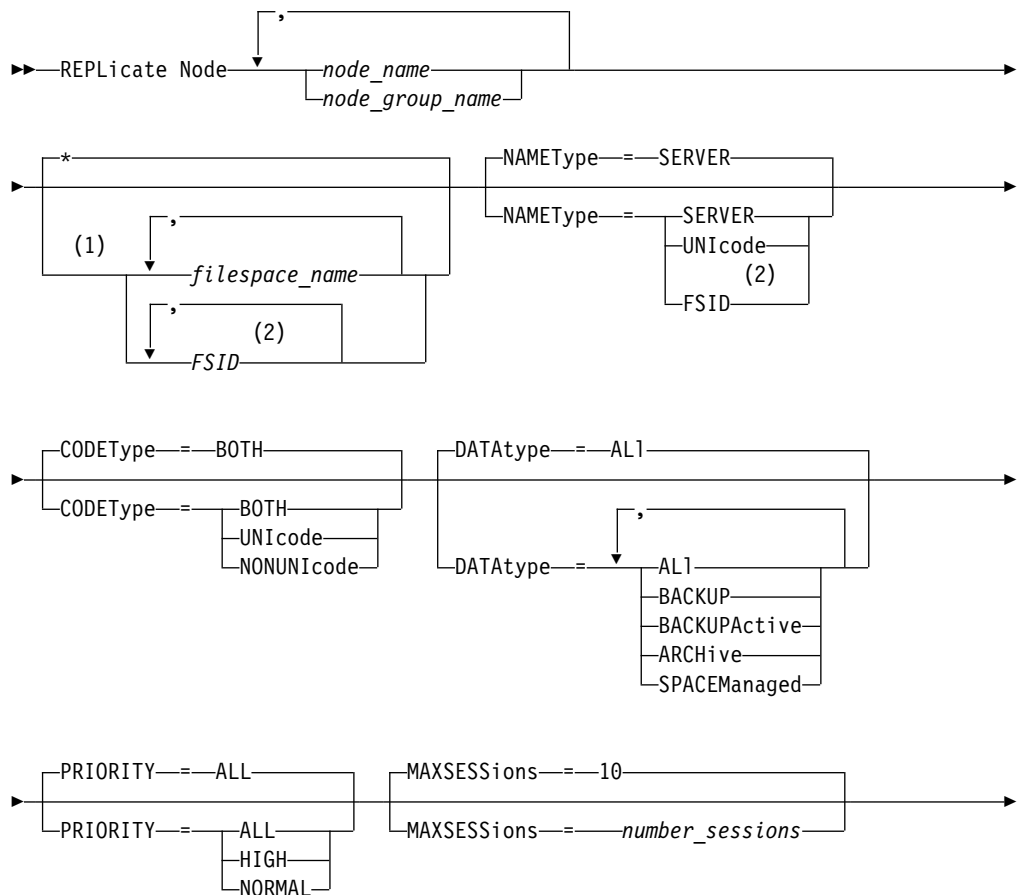 ,
REPLicate Node node_name
node_group_name
* NAMEType = SERVER
(1) , NAMEType = SERVER
filespace_name UNIcode
, (2) (2)
FSID FSID
CODEType = BOTH DATAtype = ALl
CODEType = BOTH ,
UNIcode DATAtype = ALl
NONUNIcode BACKUP
BACKUPActive
ARCHive
SPACEManaged
PRIORITY = ALL MAXSESSions = 10
PRIORITY = ALL MAXSESSions = number_sessions
HIGH
NORMAL